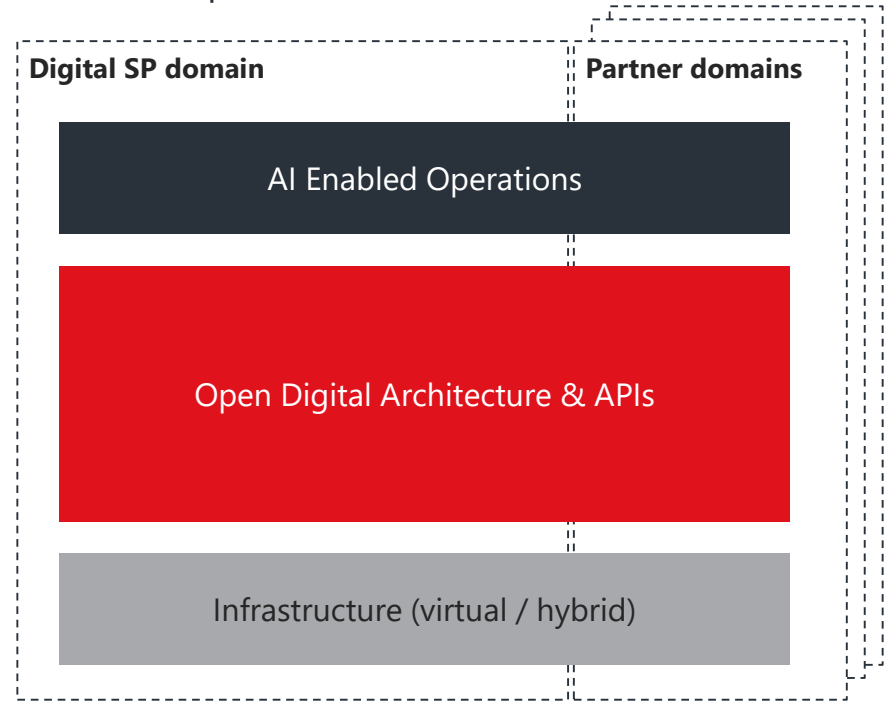 Digital SP domain
Partner domains
AI Enabled Operations
Open Digital Architecture & APIs
Infrastructure (virtual / hybrid)